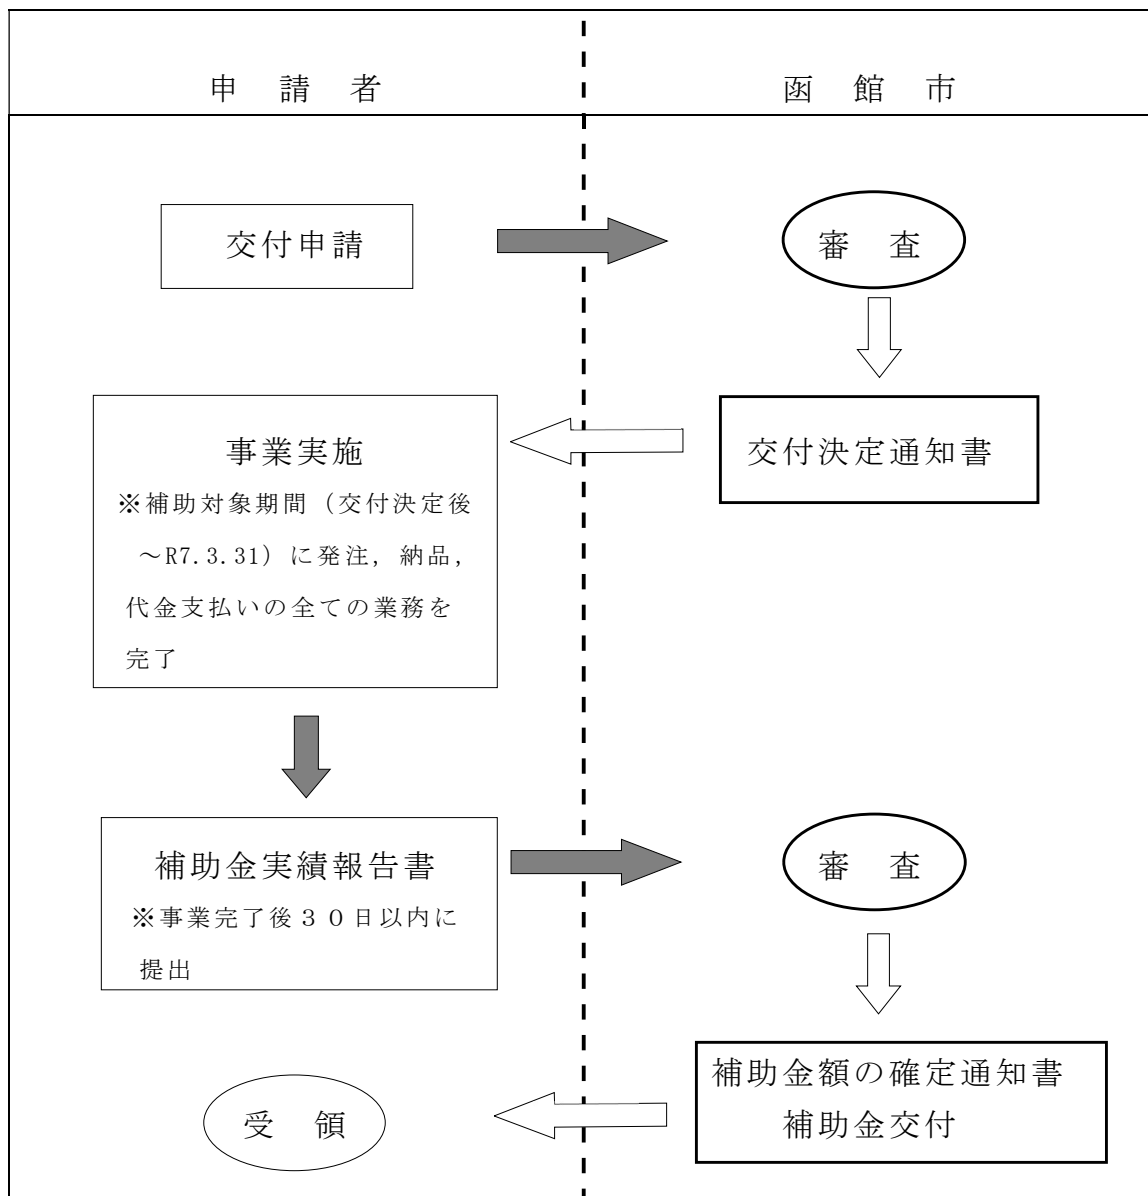 申請者
函館市
交付申請
審査
交付決定通知書
事業実施
※補助対象期間（交付決定後
～R7.3.31）に発注，納品，
代金支払いの全ての業務を
完了
補助金実績報告書
※事業完了後３０日以内に
提出
審査
補助金額の確定通知書
補助金交付
受領